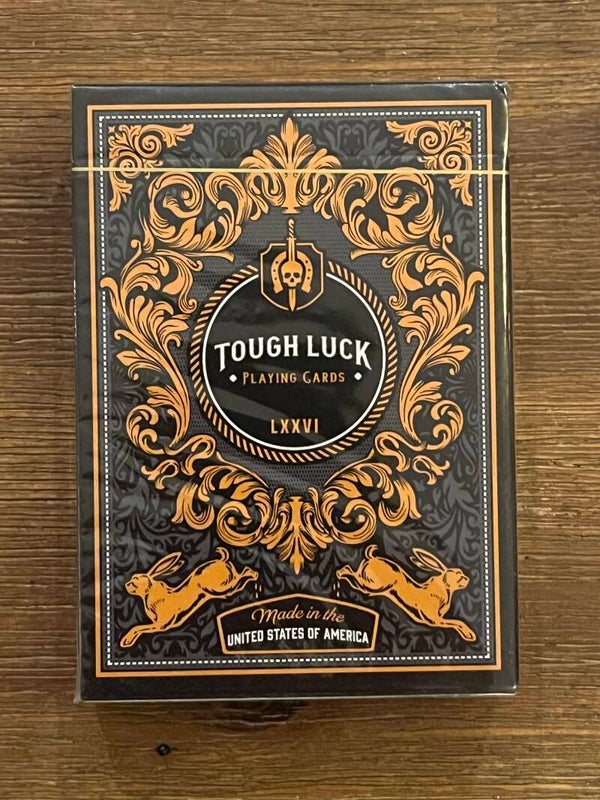 TOUGH LUCK
• PLAYING CARDS •
LXXVI
Made in the
UNITED STATES OF AMERICA